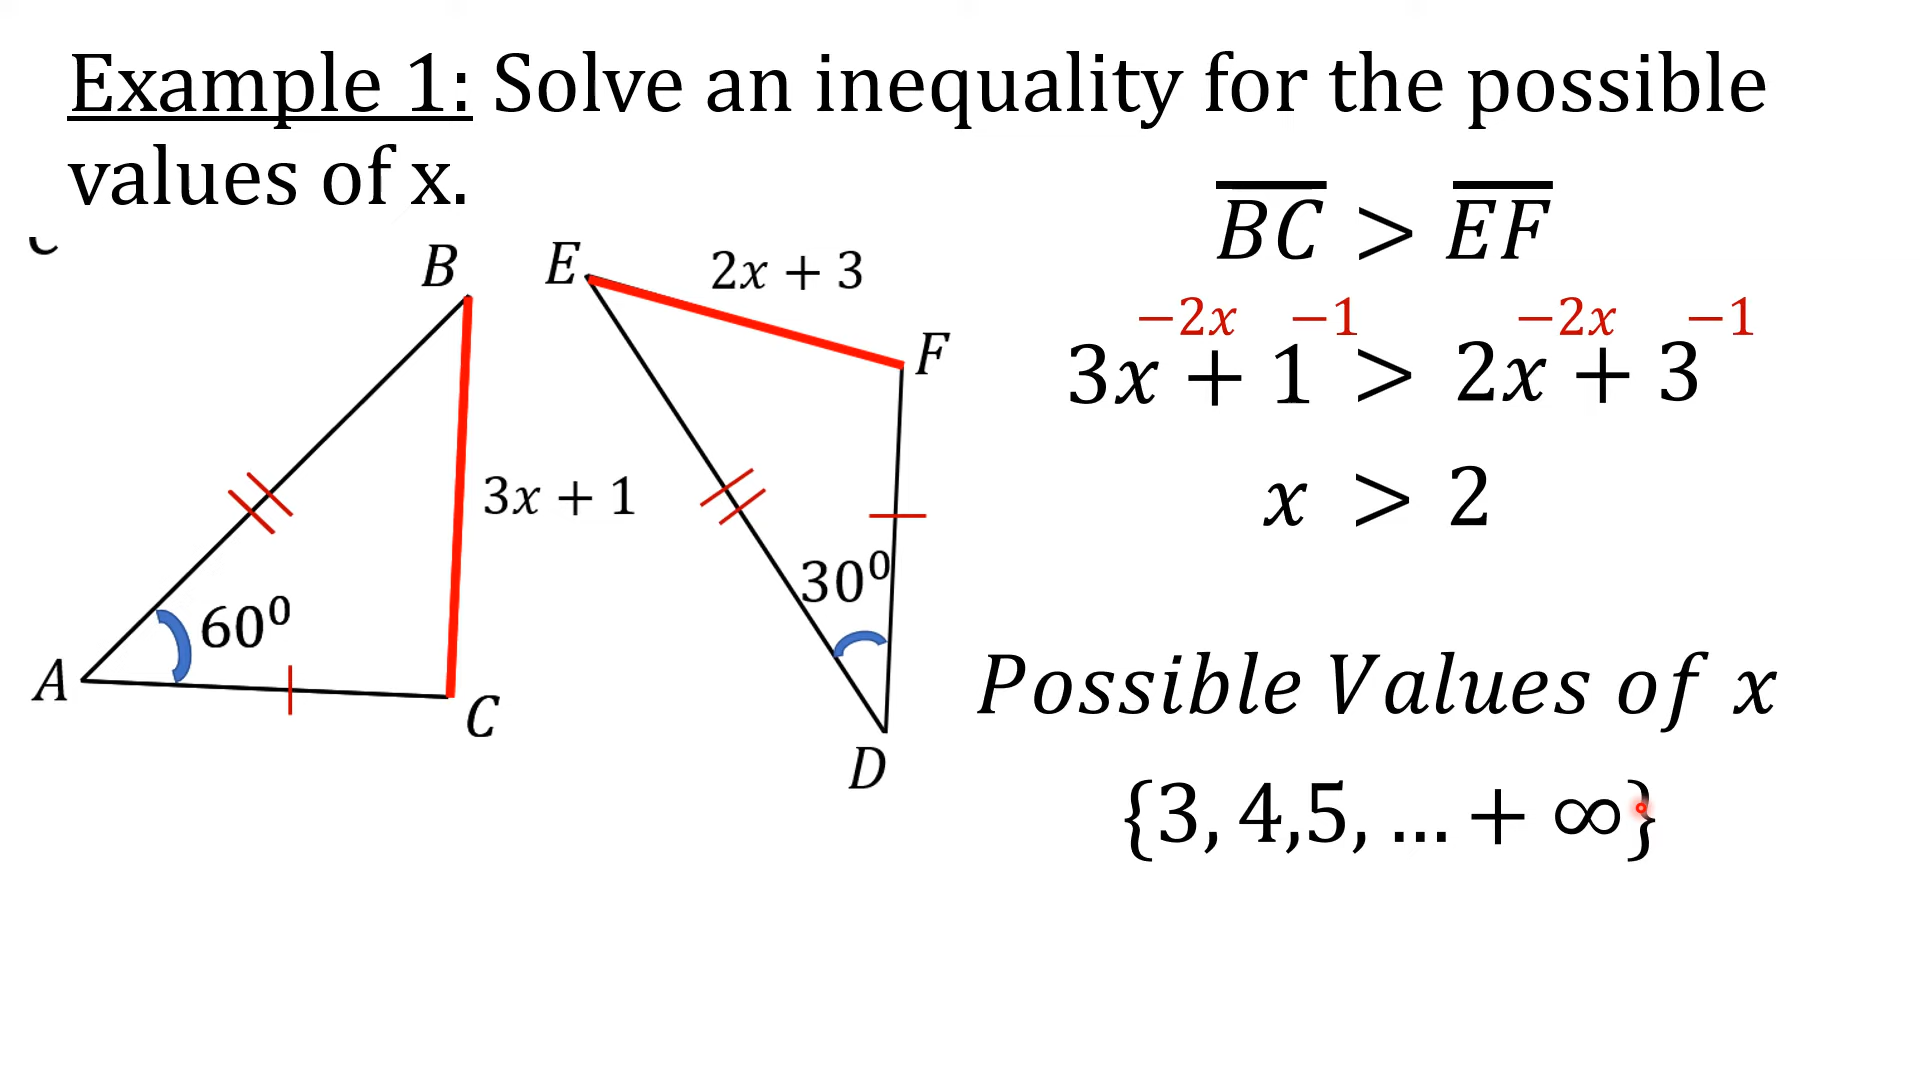 Example 1: Solve an inequality for the possible
values of x.
BC > EF
B
E
2x + 3
F
−2x −1 −2x −1
3x + 1 > 2x + 3
3x + 1
x > 2
30⁰
60⁰
A
C
D
Possible Values of x
{3, 4,5, ... + ∞}